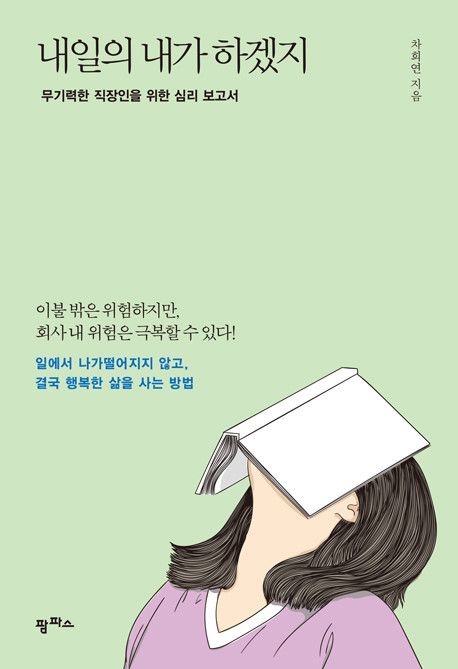 내일의 내가 하겠지
무기력한 직장인을 위한 심리 보고서
차희연 지음
이불 밖은 위험하지만,
회사 내 위험은 극복할 수 있다!
일에서 나가떨어지지 않고,
결국 행복한 삶을 사는 방법
팜파스